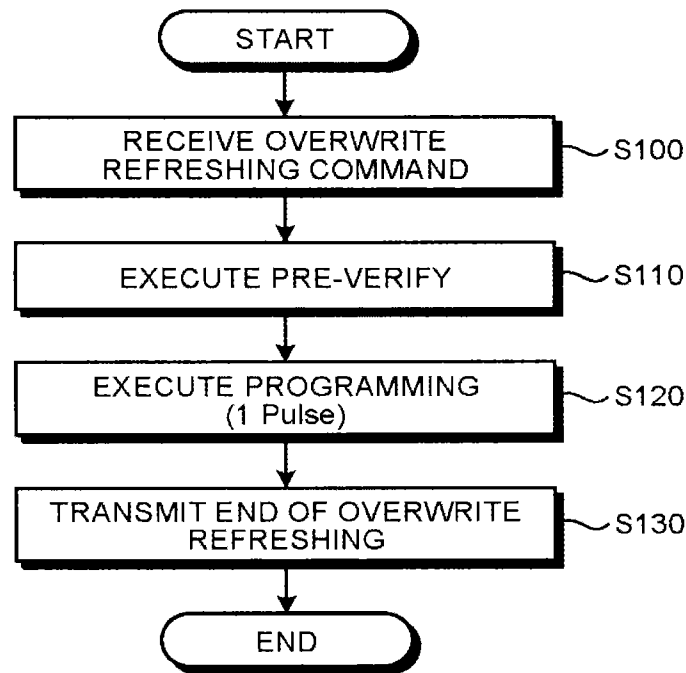 START
RECEIVE OVERWRITE
REFRESHING COMMAND
S100
EXECUTE PRE-VERIFY
S110
EXECUTE PROGRAMMING
(1 Pulse)
S120
TRANSMIT END OF OVERWRITE
REFRESHING
S130
END